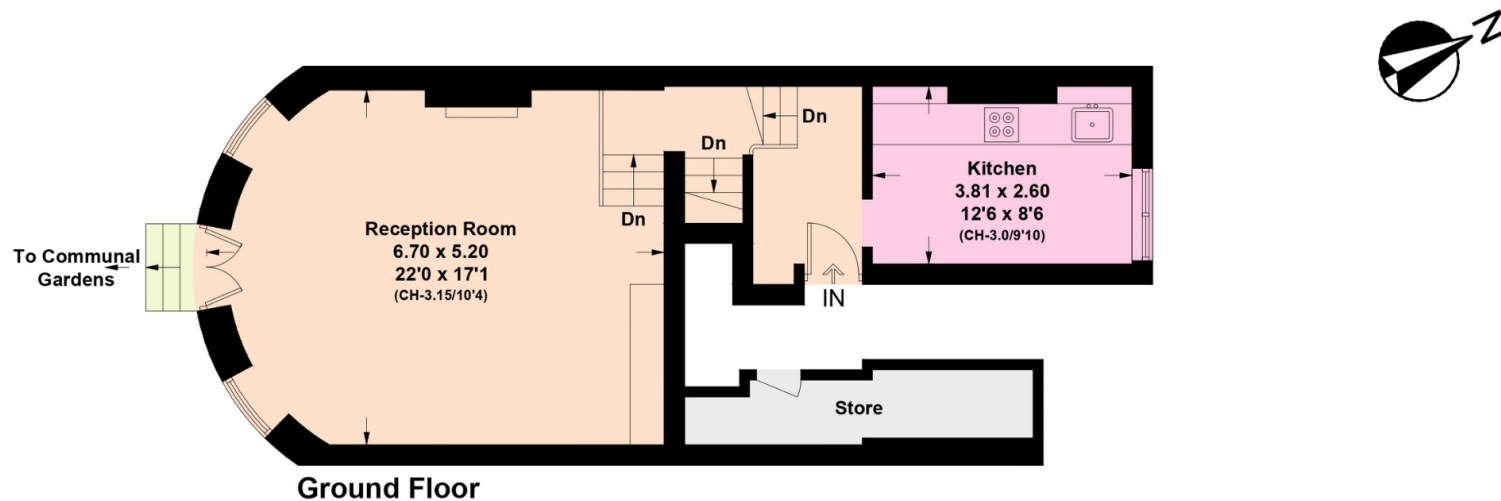 N
Dn
Dn
Dn
Kitchen
3.81 x 2.60
12'6 x 8'6
(CH-3.0/9'10)
Reception Room
6.70 x 5.20
22'0 x 17'1
(CH-3.15/10'4)
To Communal
Gardens
IN
Store
Ground Floor